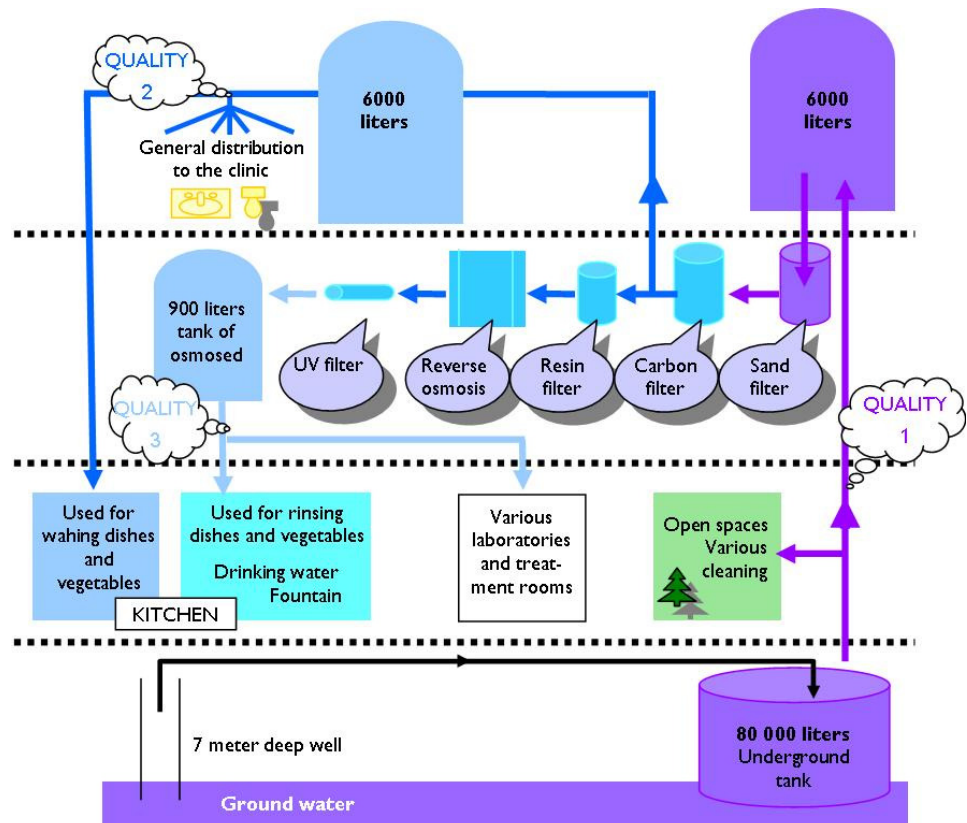 QUALITY
2
6000
liters
6000
liters
General distribution
to the clinic
900 liters
tank of
osmosed
UV filter
Reverse
osmosis
Resin
filter
Carbon
filter
Sand
filter
QUALITY
3
QUALITY
1
Used for
wahing dishes
and
vegetables
Used for rinsing
dishes and vegetables
Drinking water
Fountain
KITCHEN
Various
laboratories
and treat-
ment rooms
Open spaces
Various
cleaning
7 meter deep well
80 000 liters
Underground
tank
Ground water